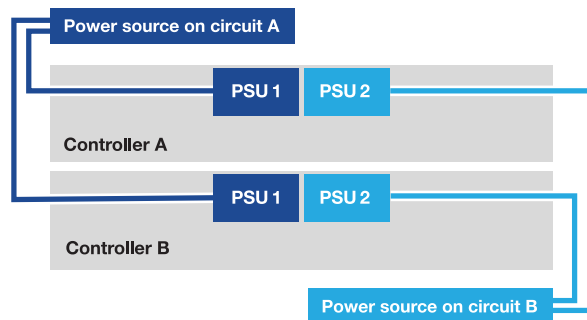 Power source on circuit A
PSU 1
PSU 2
Controller A
PSU 1
PSU 2
Controller B
Power source on circuit B